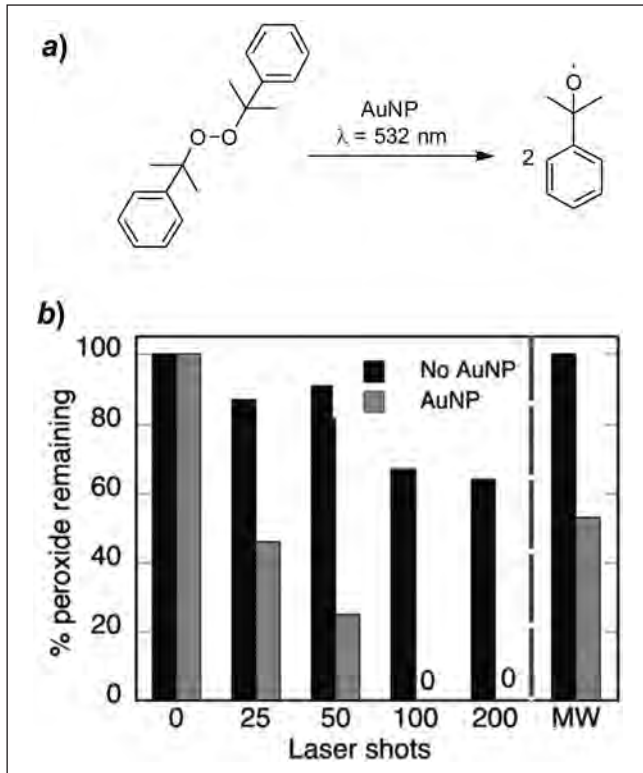 a)
O
O–O
AuNP
λ = 532 nm
2
b)
% peroxide remaining
100
80
60
40
20
0
No AuNP
AuNP
0
0
0
25
50
100
200
MW
Laser shots